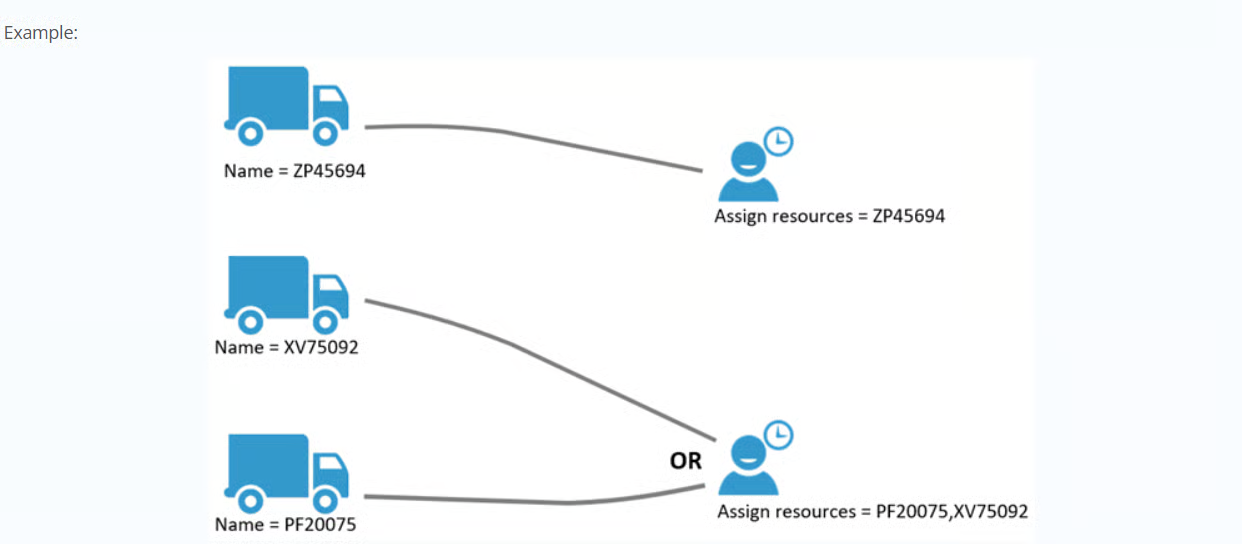 Example:
Name = ZP45694
Assign resources = ZP45694
Name = XV75092
OR
Assign resources = PF20075,XV75092
Name = PF20075